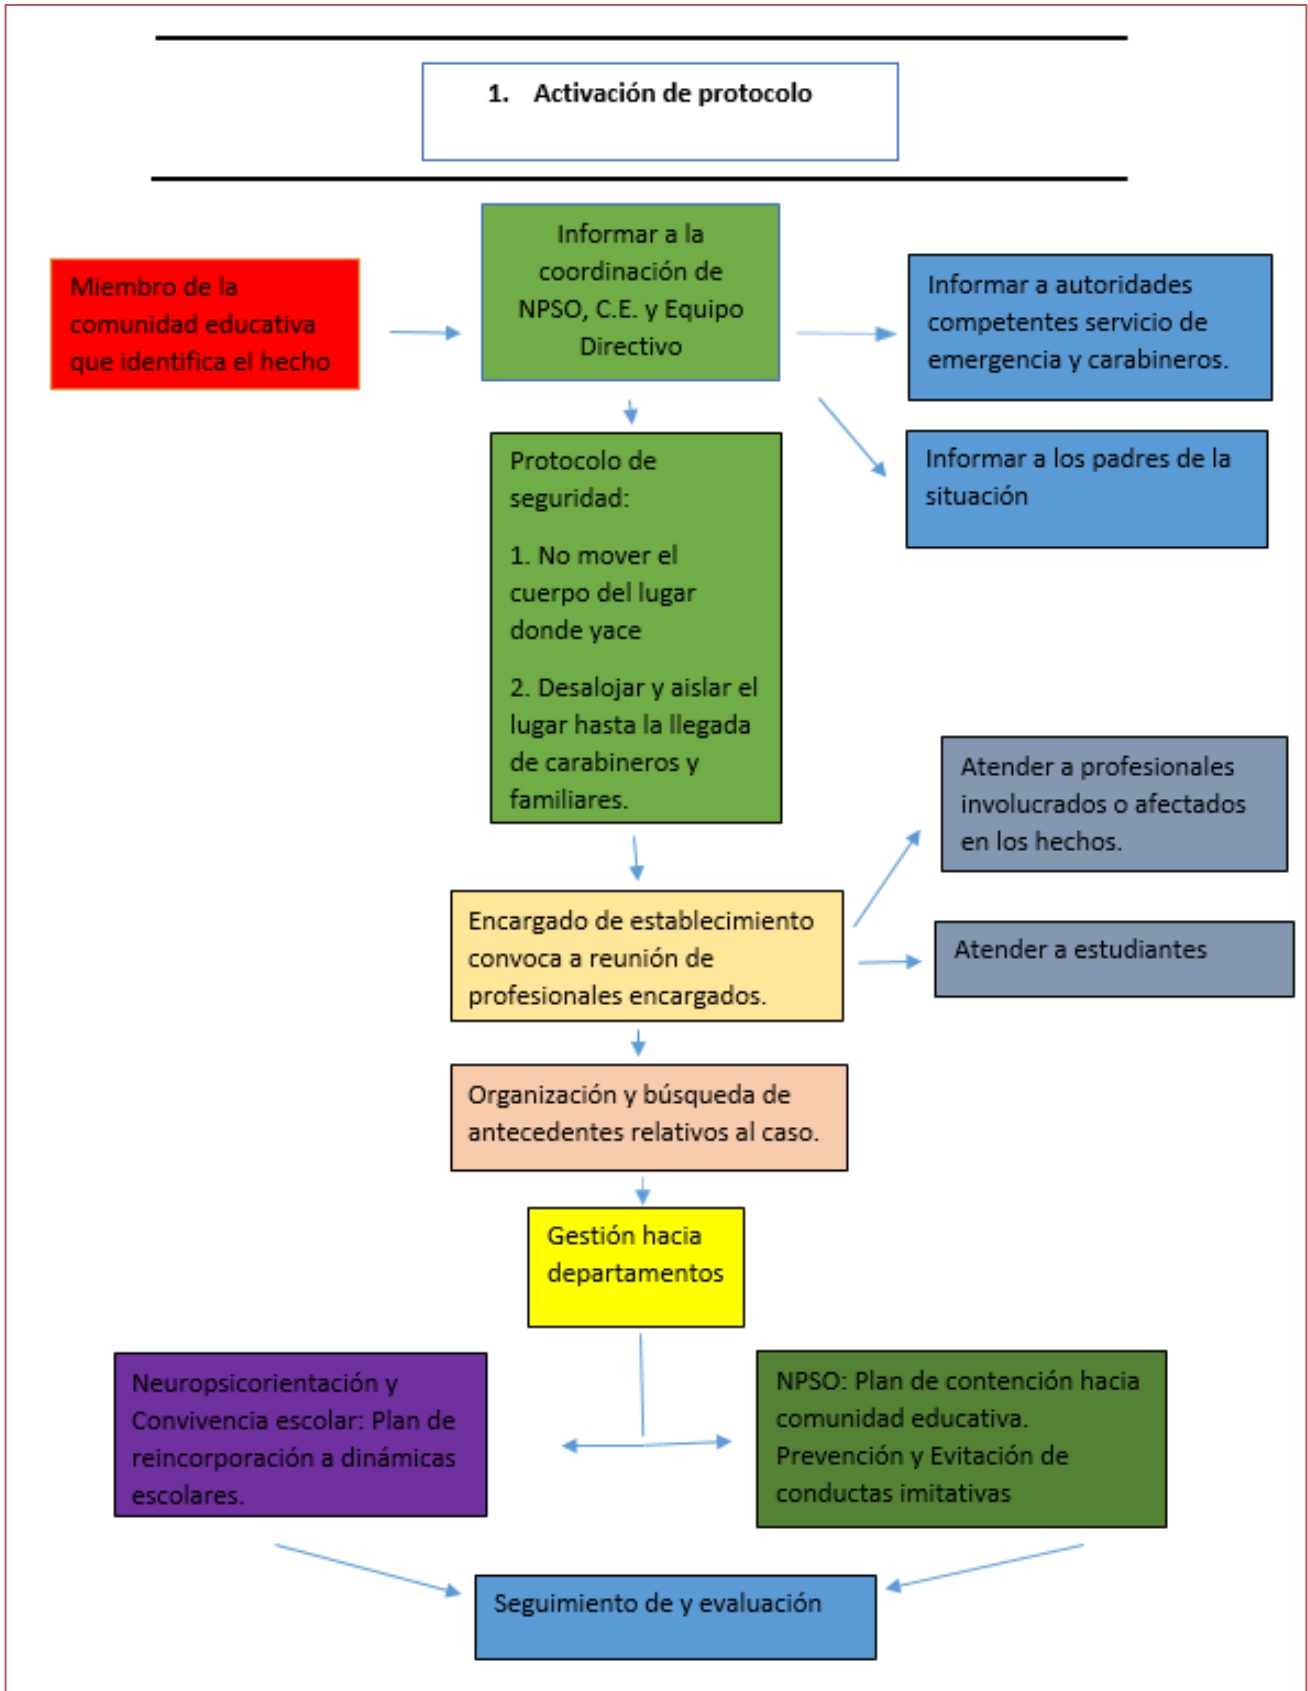 1. Activación de protocolo
Miembro de la
comunidad educativa
que identifica el hecho
Informar a la
coordinación de
NPSO, C.E. y Equipo
Directivo
Informar a autoridades
competentes servicio de
emergencia y carabineros.
Informar a los padres de la
situación
Protocolo de
seguridad:
1. No mover el
cuerpo del lugar
donde yace
2. Desalojar y aislar el
lugar hasta la llegada
de carabineros y
familiares.
Atender a profesionales
involucrados o afectados
en los hechos.
Encargado de establecimiento
convoca a reunión de
profesionales encargados.
Atender a estudiantes
Organización y búsqueda de
antecedentes relativos al caso.
Gestión hacia
departamentos
Neuropsicorientación y
Convivencia escolar: Plan de
reincorporación a dinámicas
escolares.
NPSO: Plan de contención hacia
comunidad educativa.
Prevención y Evitación de
conductas imitativas
Seguimiento de y evaluación